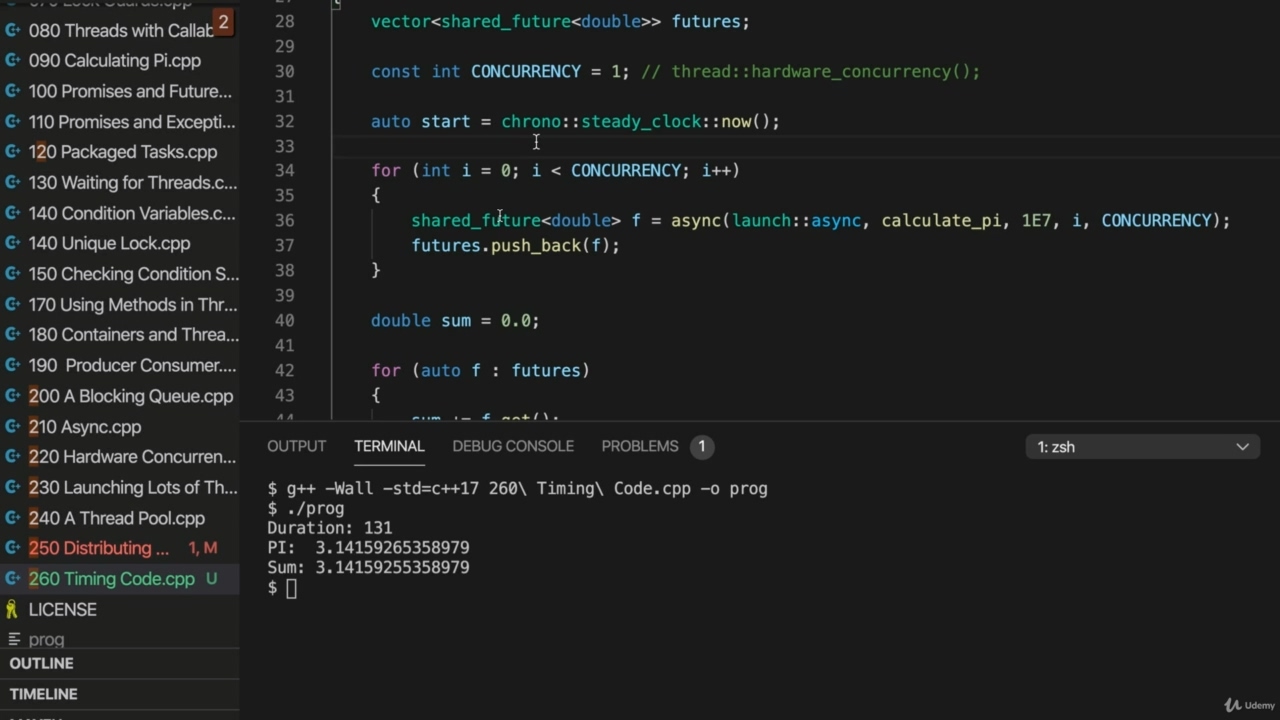 080 Threads with Callab
2
090 Calculating Pi.cpp
100 Promises and Future...
110 Promises and Excepti...
120 Packaged Tasks.cpp
130 Waiting for Threads.c...
140 Condition Variables.c...
140 Unique Lock.cpp
150 Checking Condition S...
170 Using Methods in Thr...
180 Containers and Threa...
190  Producer Consumer....
200 A Blocking Queue.cpp
210 Async.cpp
220 Hardware Concurren...
230 Launching Lots of Th...
240 A Thread Pool.cpp
250 Distributing ... 1, M
260 Timing Code.cpp U
LICENSE
prog
OUTLINE
TIMELINE
28 vector<shared_future<double>> futures;
29
30 const int CONCURRENCY = 1; // thread::hardware_concurrency();
31
32 auto start = chrono::steady_clock::now();
33
34 for (int i = 0; i < CONCURRENCY; i++)
35 {
36 shared_future<double> f = async(launch::async, calculate_pi, 1E7, i, CONCURRENCY);
37 futures.push_back(f);
38 }
39
40 double sum = 0.0;
41
42 for (auto f : futures)
43 {
44 sum += f.get();
OUTPUT TERMINAL DEBUG CONSOLE PROBLEMS 1 1: zsh
$ g++ -Wall -std=c++17 260\ Timing\ Code.cpp -o prog
$ ./prog
Duration: 131
PI:  3.14159265358979
Sum: 3.14159255358979
$
Udemy